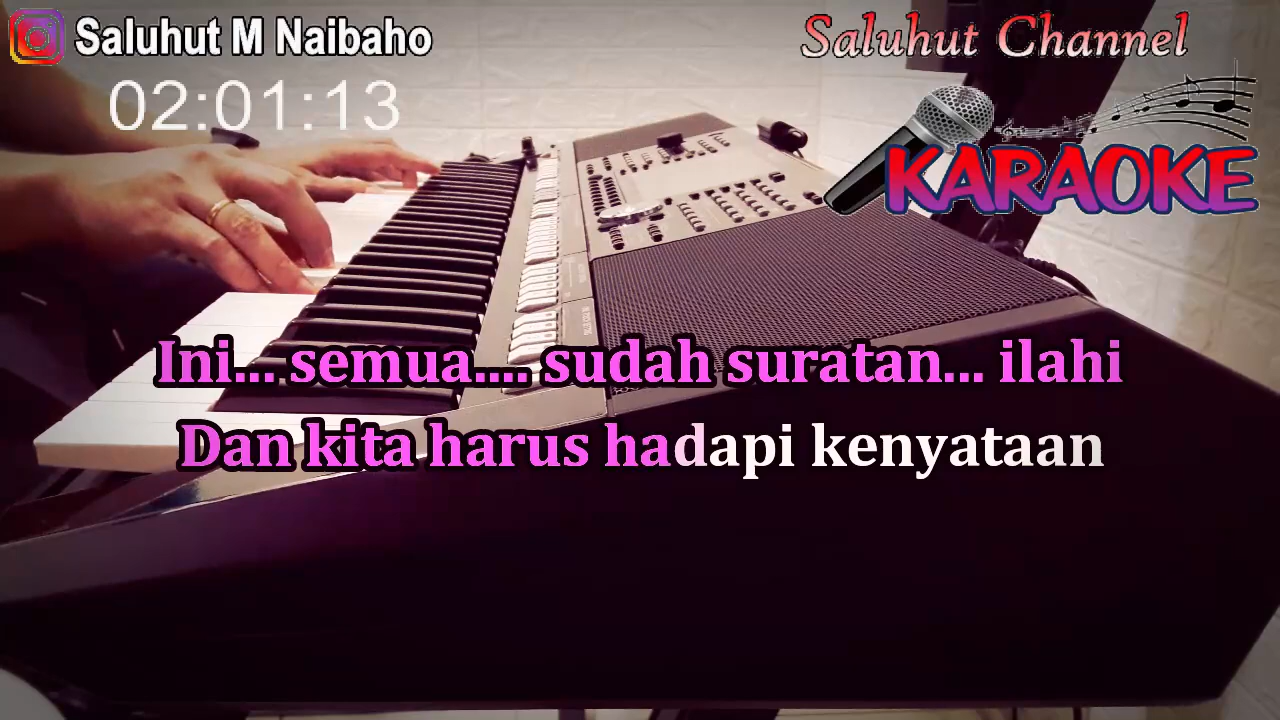 Saluhut M Naibaho
Saluhut Channel
02:01:13
KARAOKE
Ini... semua.... sudah suratan... ilahi
Dan kita harus hadapi kenyataan